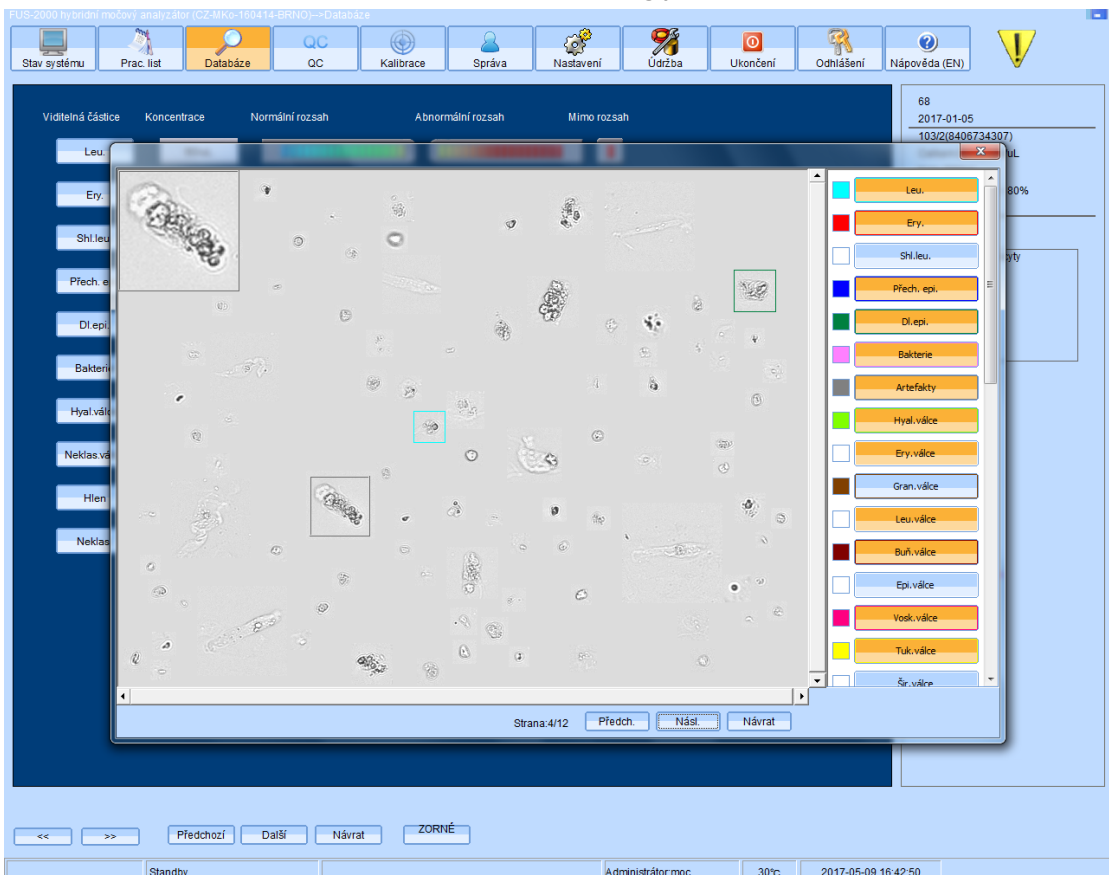 FUS-2000 hybridní močový analyzátor (CZ-MKo-160414-BRNO)-->Databáze
Stav systému Prac. list Databáze QC QC Kalibrace Správa Nastavení Údržba Ukončení Odhlášení Nápověda (EN)
68
2017-01-05
103/2(8406734307)
Viditelná částice Koncentrace Normální rozsah Abnormální rozsah Mimo rozsah
Leu.
Ery.
Shl.leu
Přech. e
Dl.epi.
Bakterie
Hyal.válc
Neklas.vá
Hlen
Neklas
uL
80%
yty
Leu.
Ery.
Shl.leu.
Přech. epi.
Dl.epi.
Bakterie
Artefakty
Hyal.válce
Ery.válce
Gran.válce
Leu.válce
Buň.válce
Epi.válce
Vosk.válce
Tuk.válce
Šir.válce
Strana:4/12 Předch. Násl. Návrat
<< >> Předchozí Další Návrat ZORNÉ
Standby Administrátor:moc 30℃ 2017-05-09 16:42:50